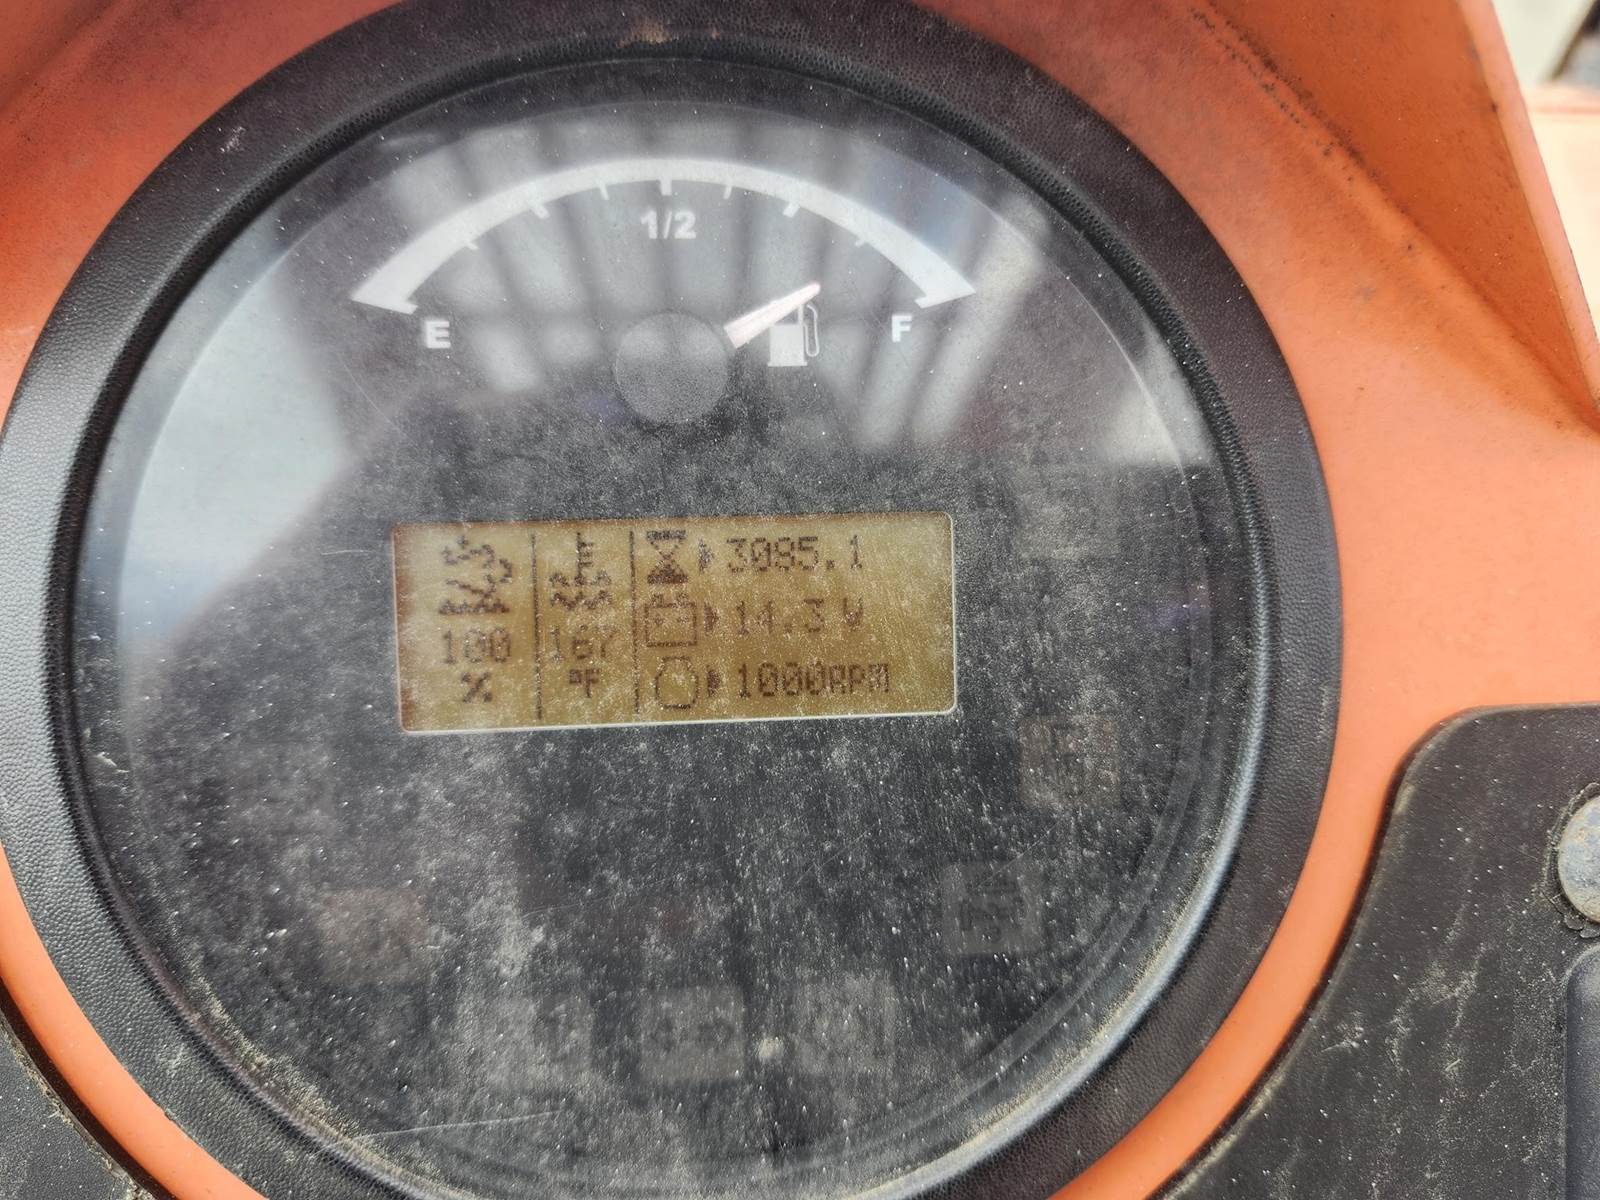 1/2
E F
3085.1
14.3 V
100 167
1000RPM
% °F